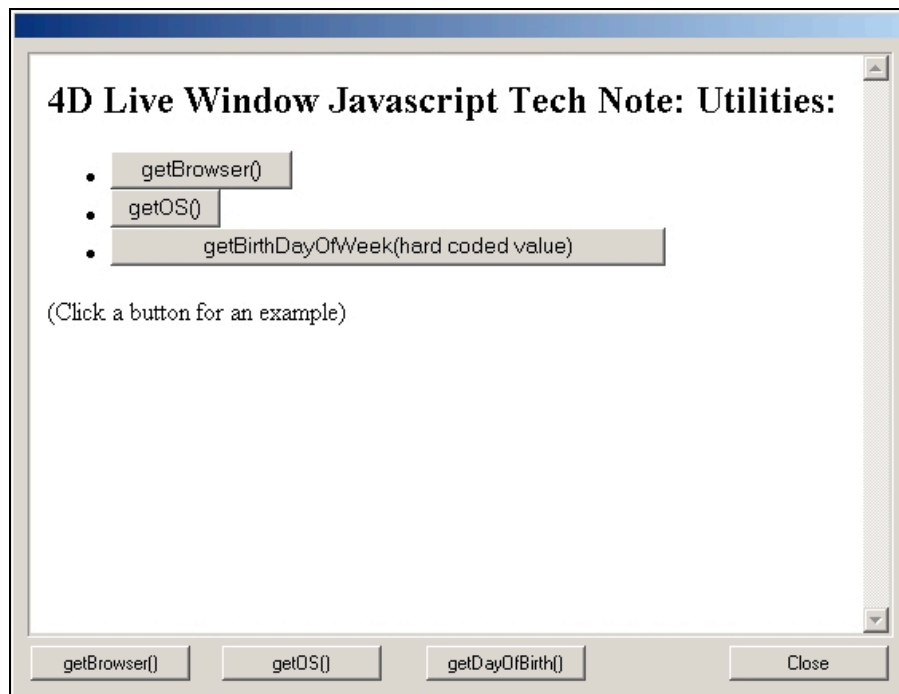 4D Live Window Javascript Tech Note: Utilities:
getBrowser()
getOS()
getBirthDayOfWeek(hard coded value)
(Click a button for an example)
getBrowser() getOS() getDayOfBirth() Close